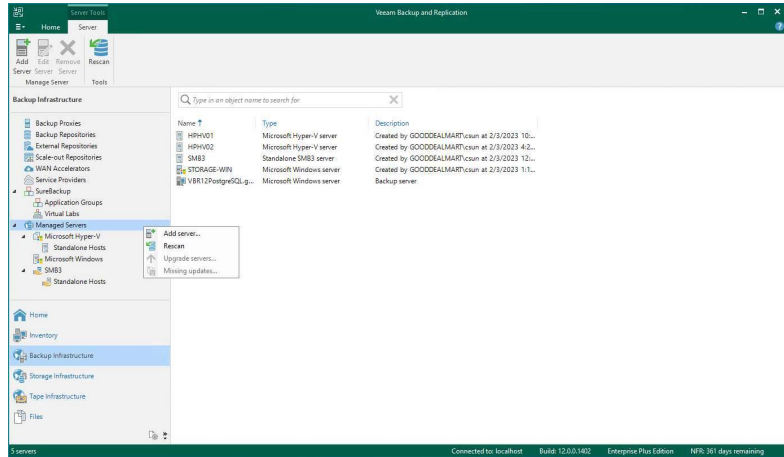 Server Tools
Veeam Backup and Replication
Home Server
Add Server
Edit Server
Remove Server
Rescan
Manage Server
Tools
Backup Infrastructure
Type in an object name to search for
Backup Proxies
Backup Repositories
External Repositories
Scale-out Repositories
WAN Accelerators
Service Providers
SureBackup
Application Groups
Virtual Labs
Managed Servers
Microsoft Hyper-V
Standalone Hosts
Microsoft Windows
SMB3
Standalone Hosts
Name Type Description
HPHV01 Microsoft Hyper-V server Created by GOODDEALMART\csun at 2/3/2023 10:...
HPHV02 Microsoft Hyper-V server Created by GOODDEALMART\csun at 2/3/2023 4:2...
SMB3 Standalone SMB3 server Created by GOODDEALMART\csun at 2/3/2023 12:...
STORAGE-WIN Microsoft Windows server Created by GOODDEALMART\csun at 2/3/2023 1:1...
VBR12PostgreSQL.g... Microsoft Windows server Backup server
Add server...
Rescan
Upgrade servers...
Missing updates...
Home
Inventory
Backup Infrastructure
Storage Infrastructure
Tape Infrastructure
Files
5 servers
Connected to: localhost Build: 12.0.0.1402 Enterprise Plus Edition NFR: 361 days remaining